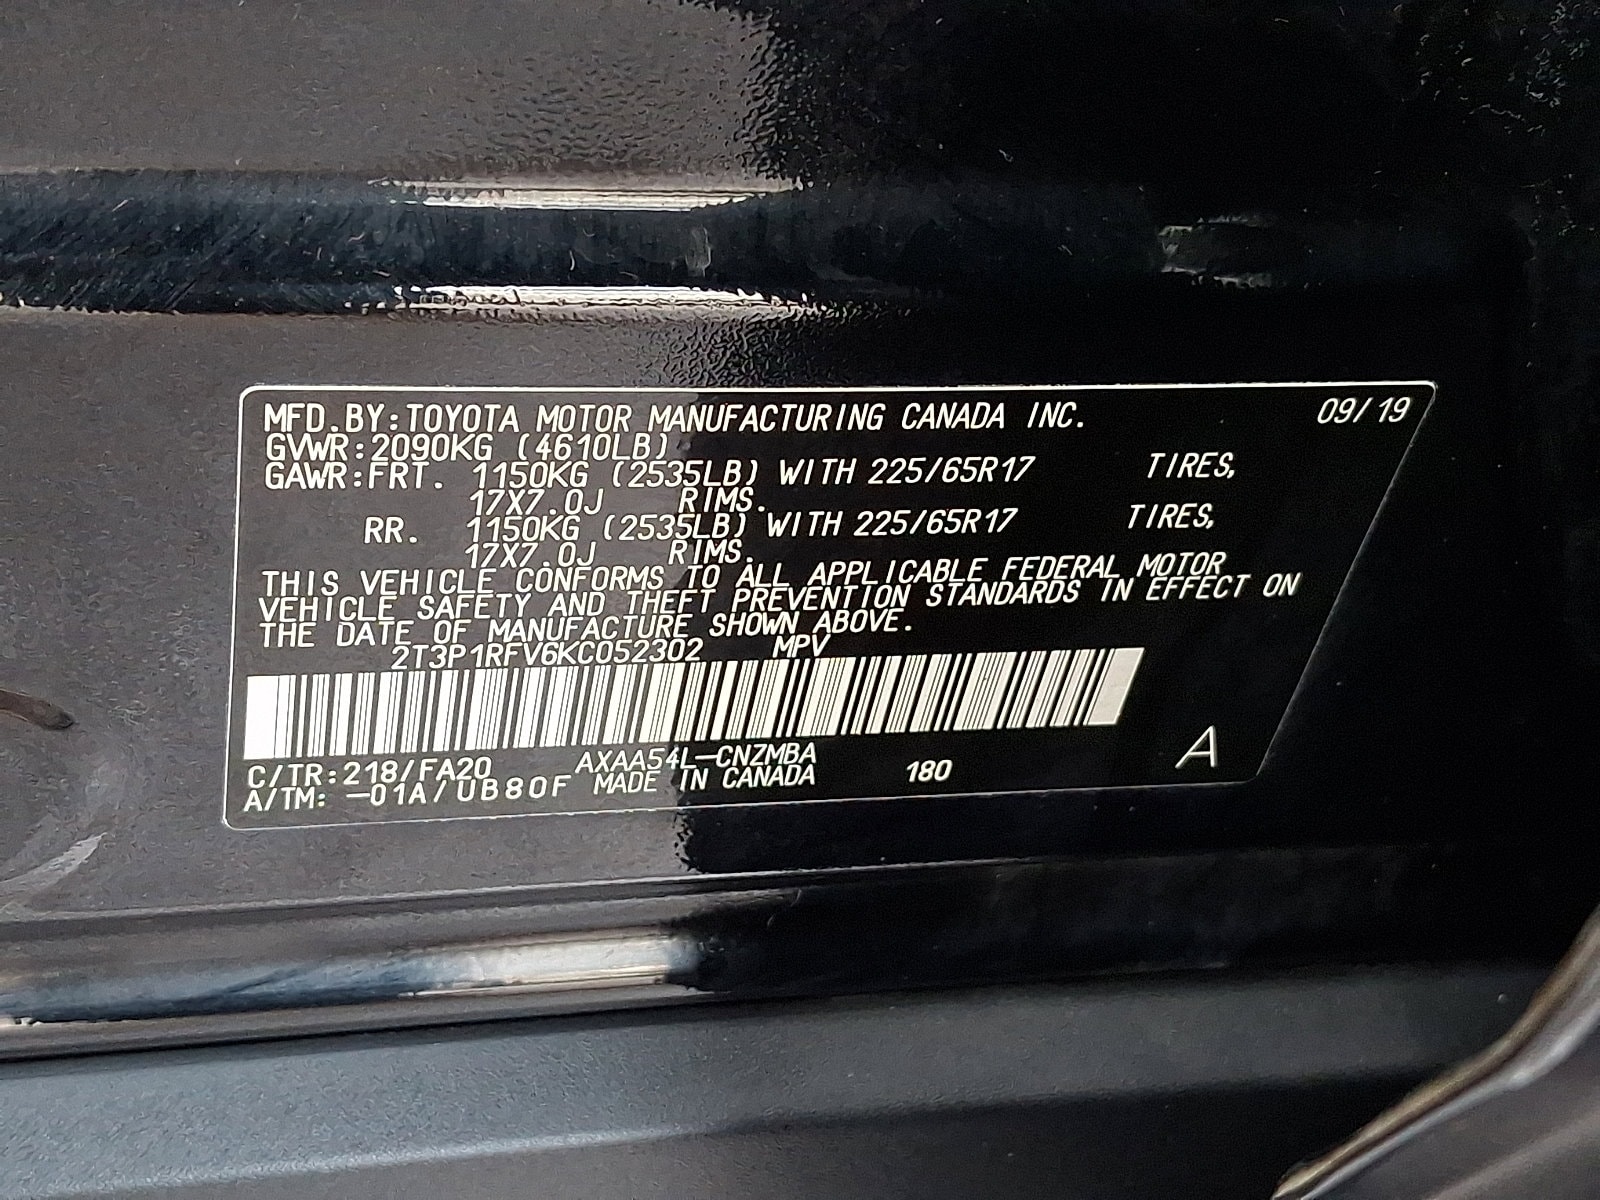 MFD.BY:TOYOTA MOTOR MANUFACTURING CANADA INC. 09/19
GVWR:2090KG (4610LB)
GAWR:FRT. 1150KG (2535LB) WITH 225/65R17 TIRES,
17X7.0J RIMS.
RR. 1150KG (2535LB) WITH 225/65R17 TIRES,
17X7.0J RIMS.
THIS VEHICLE CONFORMS TO ALL APPLICABLE FEDERAL MOTOR
VEHICLE SAFETY AND THEFT PREVENTION STANDARDS IN EFFECT ON
THE DATE OF MANUFACTURE SHOWN ABOVE.
2T3P1RFV6KC052302 MPV
C/TR:218/FA20 AXAA54L-CNZMBA
A/TM: -01A/UB80F MADE IN CANADA 180 A